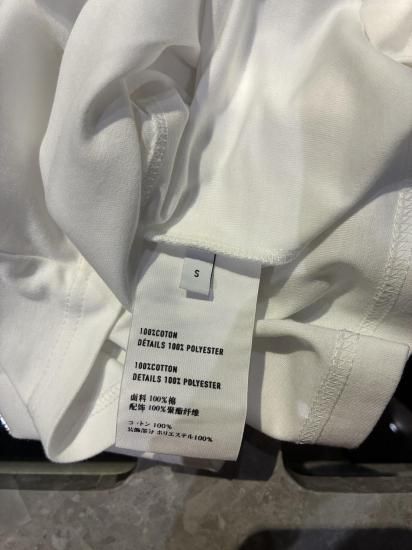 S
100%COTON
DÉTAILS 100% POLYESTER
100%COTTON
DETAILS 100% POLYESTER
面料 100%棉
配饰 100%聚酯纤维
コットン 100%
装飾部分 ポリエステル100%